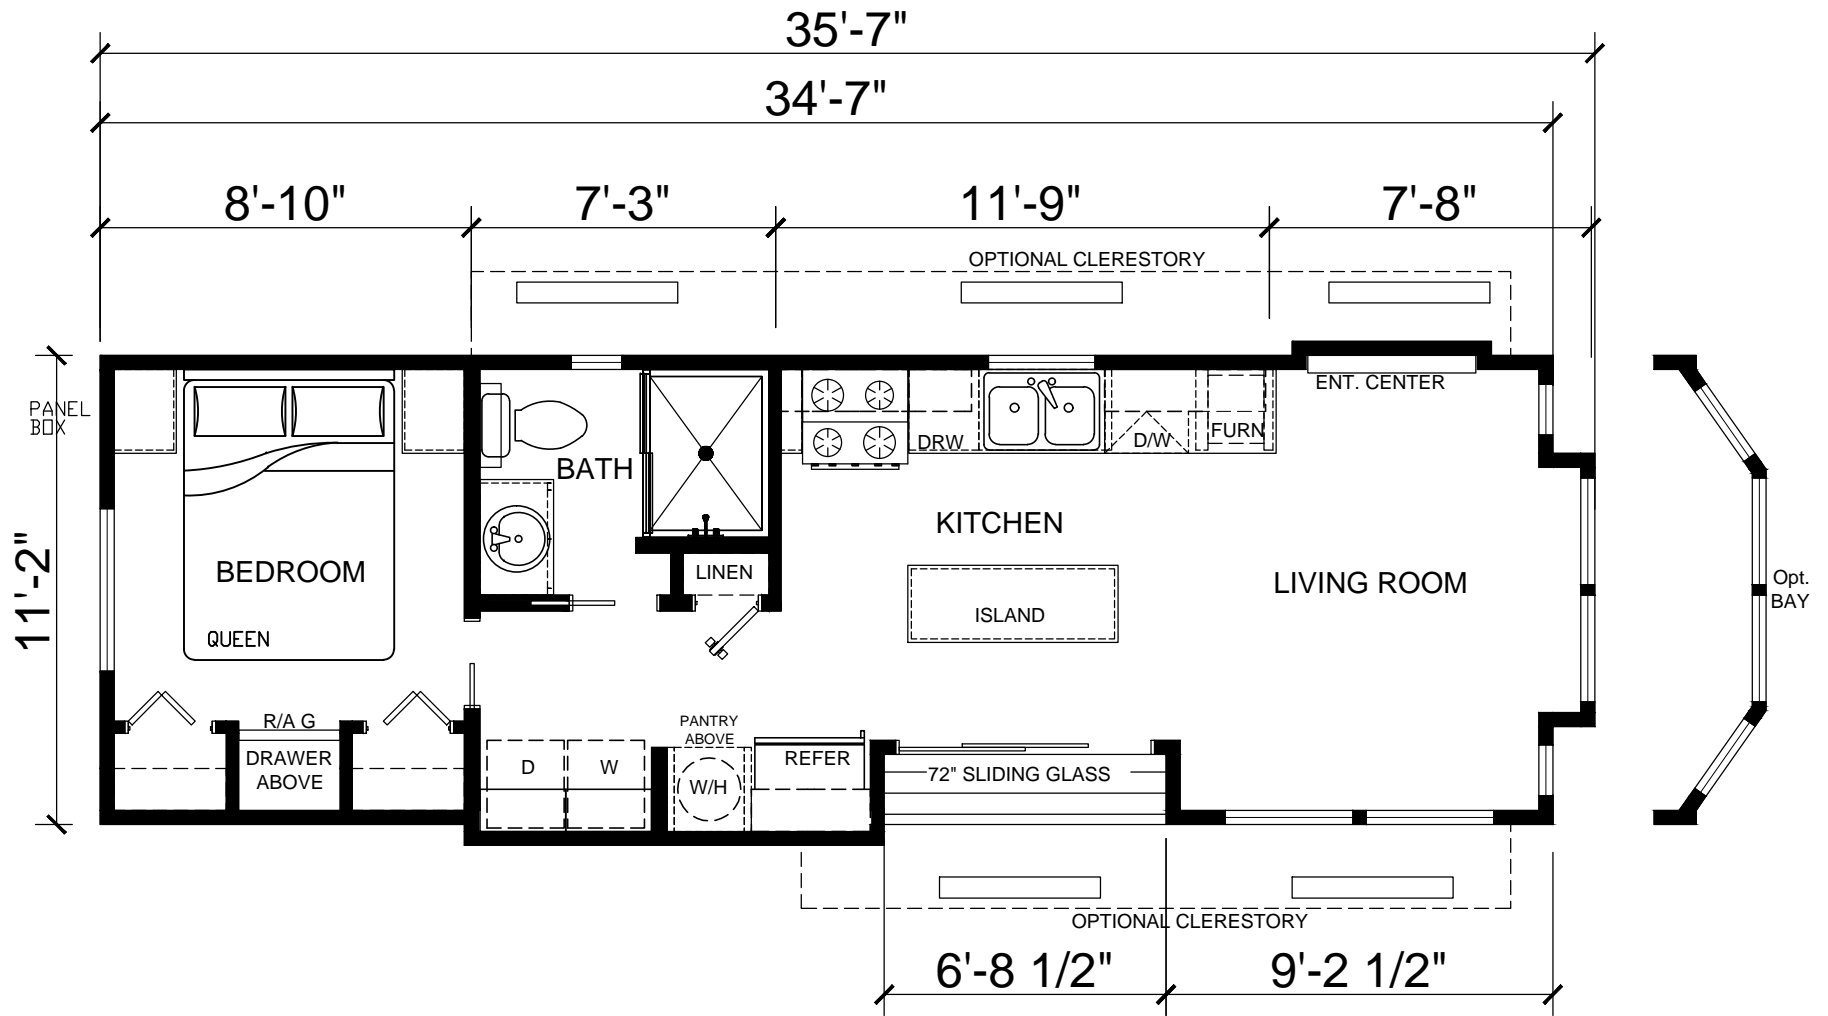 35'-7"
34'-7"
8'-10"
7'-3"
11'-9"
7'-8"
OPTIONAL CLERESTORY
ENT. CENTER
PANEL
BOX
DRW
D/W
FURN
BATH
KITCHEN
LINEN
BEDROOM
LIVING ROOM
Opt.
BAY
11'-2"
ISLAND
QUEEN
R/A G
PANTRY
ABOVE
DRAWER
ABOVE
D
W
W/H
REFER
72" SLIDING GLASS
OPTIONAL CLERESTORY
6'-8 1/2"
9'-2 1/2"